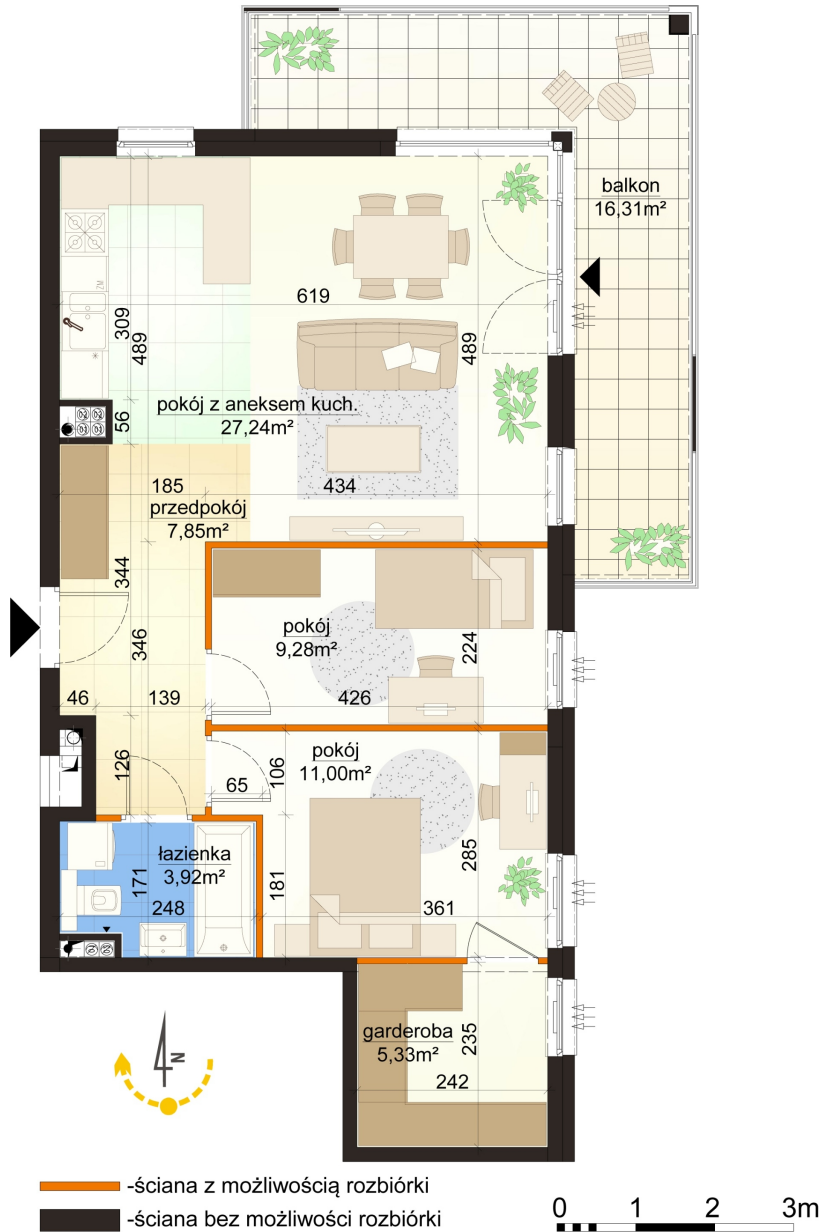 balkon
16,31m²
ZM
619
309
489
489
pokój z aneksem kuch.
27,24m²
56
185
434
przedpokój
7,85m²
344
346
pokój
9,28m²
224
46
139
426
pokój
11,00m²
126
65
106
285
łazienka
3,92m²
171
181
248
361
garderoba
5,33m²
235
242
N
-ściana z możliwością rozbiórki
-ściana bez możliwości rozbiórki
0 1 2 3m